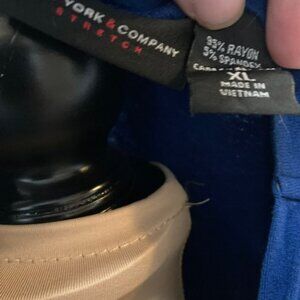 YORK & COMPANY
STRETCH
95% RAYON
5% SPANDEX
XL
MADE IN
VIETNAM